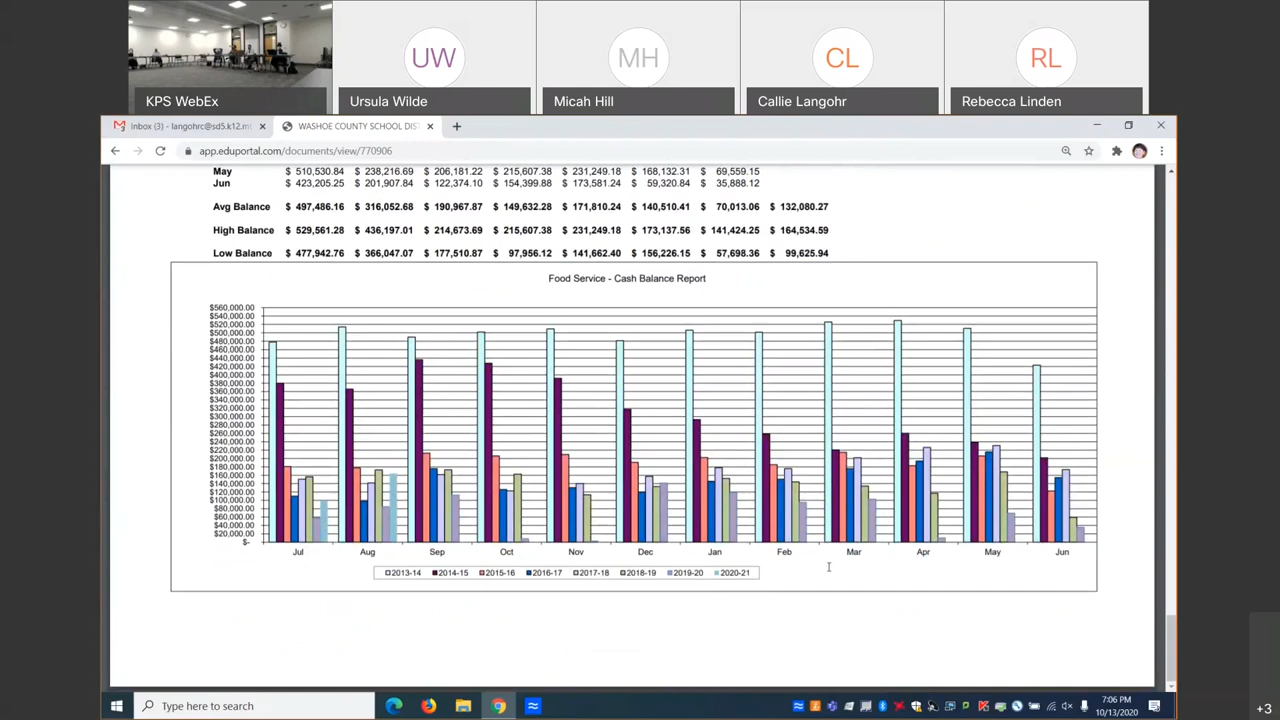 UW
MH
CL
RL
KPS WebEx
Ursula Wilde
Micah Hill
Callie Langohr
Rebecca Linden
Inbox (3) - langohrc@sd5.k12.m
WASHOE COUNTY SCHOOL DIS
app.eduportal.com/documents/view/770906
May $ 510,530.84 $ 238,216.69 $ 206,181.22 $ 215,607.38 $ 231,249.18 $ 168,132.31 $ 69,559.15
Jun $ 423,205.25 $ 201,907.84 $ 122,374.10 $ 154,399.88 $ 173,581.24 $ 59,320.84 $ 35,888.12
Avg Balance $ 497,486.16 $ 316,052.68 $ 190,967.87 $ 149,632.28 $ 171,810.24 $ 140,510.41 $ 70,013.06 $ 132,080.27
High Balance $ 529,561.28 $ 436,197.01 $ 214,673.69 $ 215,607.38 $ 231,249.18 $ 173,137.56 $ 141,424.25 $ 164,534.59
Low Balance $ 477,942.76 $ 366,047.07 $ 177,510.87 $ 97,956.12 $ 141,662.40 $ 156,226.15 $ 57,698.36 $ 99,625.94
Food Service - Cash Balance Report
$560,000.00
$540,000.00
$520,000.00
$500,000.00
$480,000.00
$460,000.00
$440,000.00
$420,000.00
$400,000.00
$380,000.00
$360,000.00
$340,000.00
$320,000.00
$300,000.00
$280,000.00
$260,000.00
$240,000.00
$220,000.00
$200,000.00
$180,000.00
$160,000.00
$140,000.00
$120,000.00
$100,000.00
$80,000.00
$60,000.00
$40,000.00
$20,000.00
$-
Jul Aug Sep Oct Nov Dec Jan Feb Mar Apr May Jun
2013-14 2014-15 2015-16 2016-17 2017-18 2018-19 2019-20 2020-21
Type here to search
7:06 PM
10/13/2020
+3